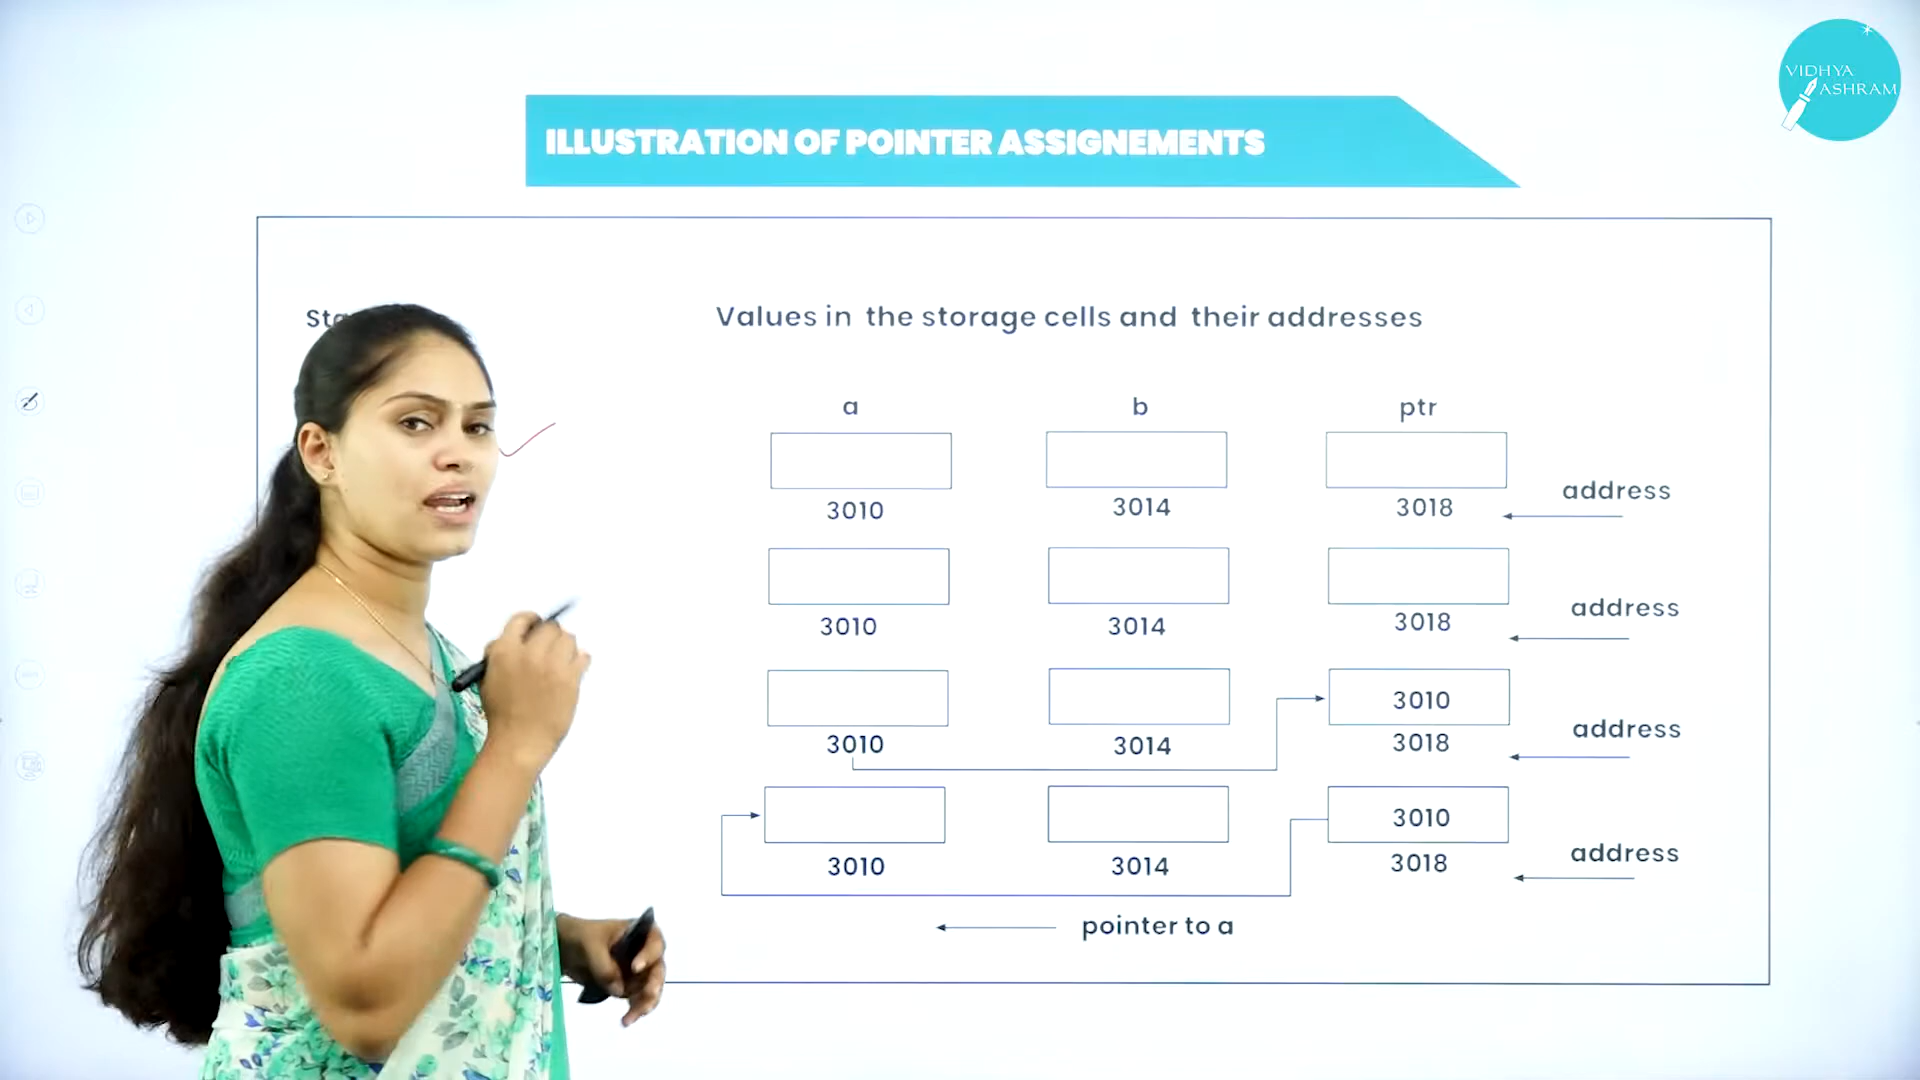 VIDHYA
ASHRAM
ILLUSTRATION OF POINTER ASSIGNEMENTS
Values in the storage cells and their addresses
a b ptr
3010 3014 3018 address
3010 3014 3018 address
3010
3010 3014 3018 address
3010
3010 3014 3018 address
pointer to a